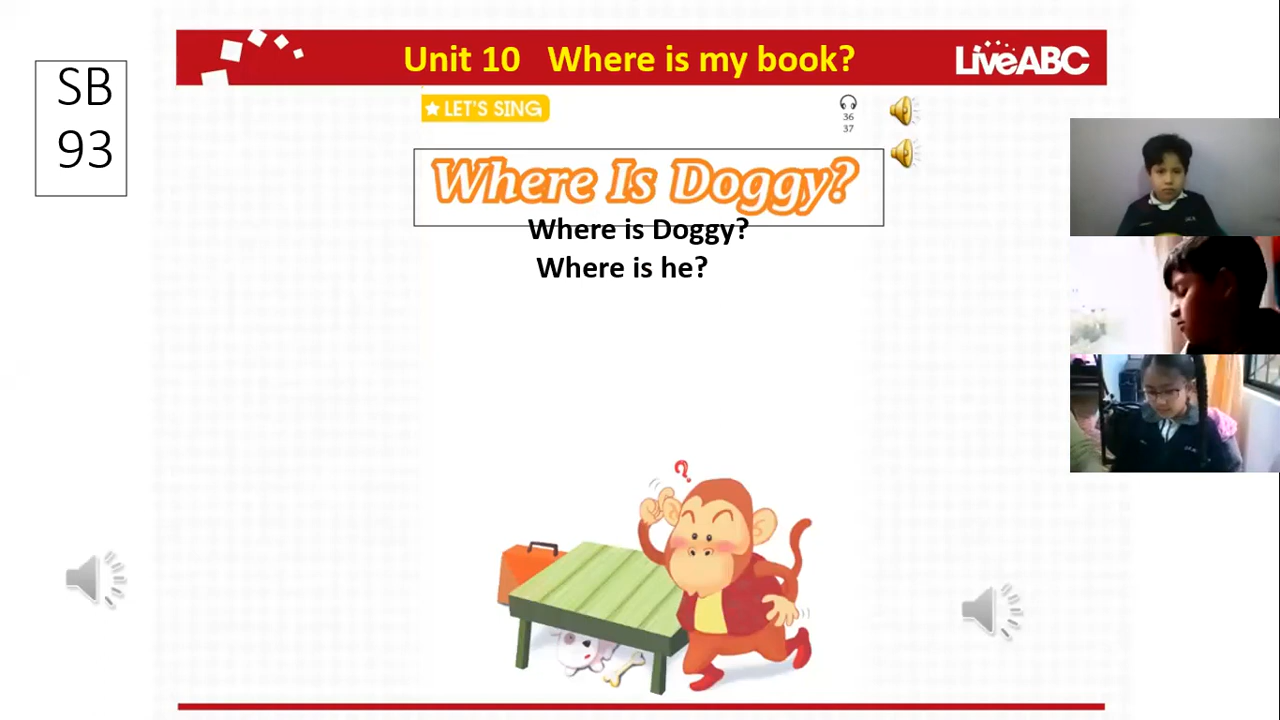 SB
93
Unit 10 Where is my book?
LiveABC
★ LET'S SING
36
37
Where Is Doggy?
Where is Doggy?
Where is he?
?